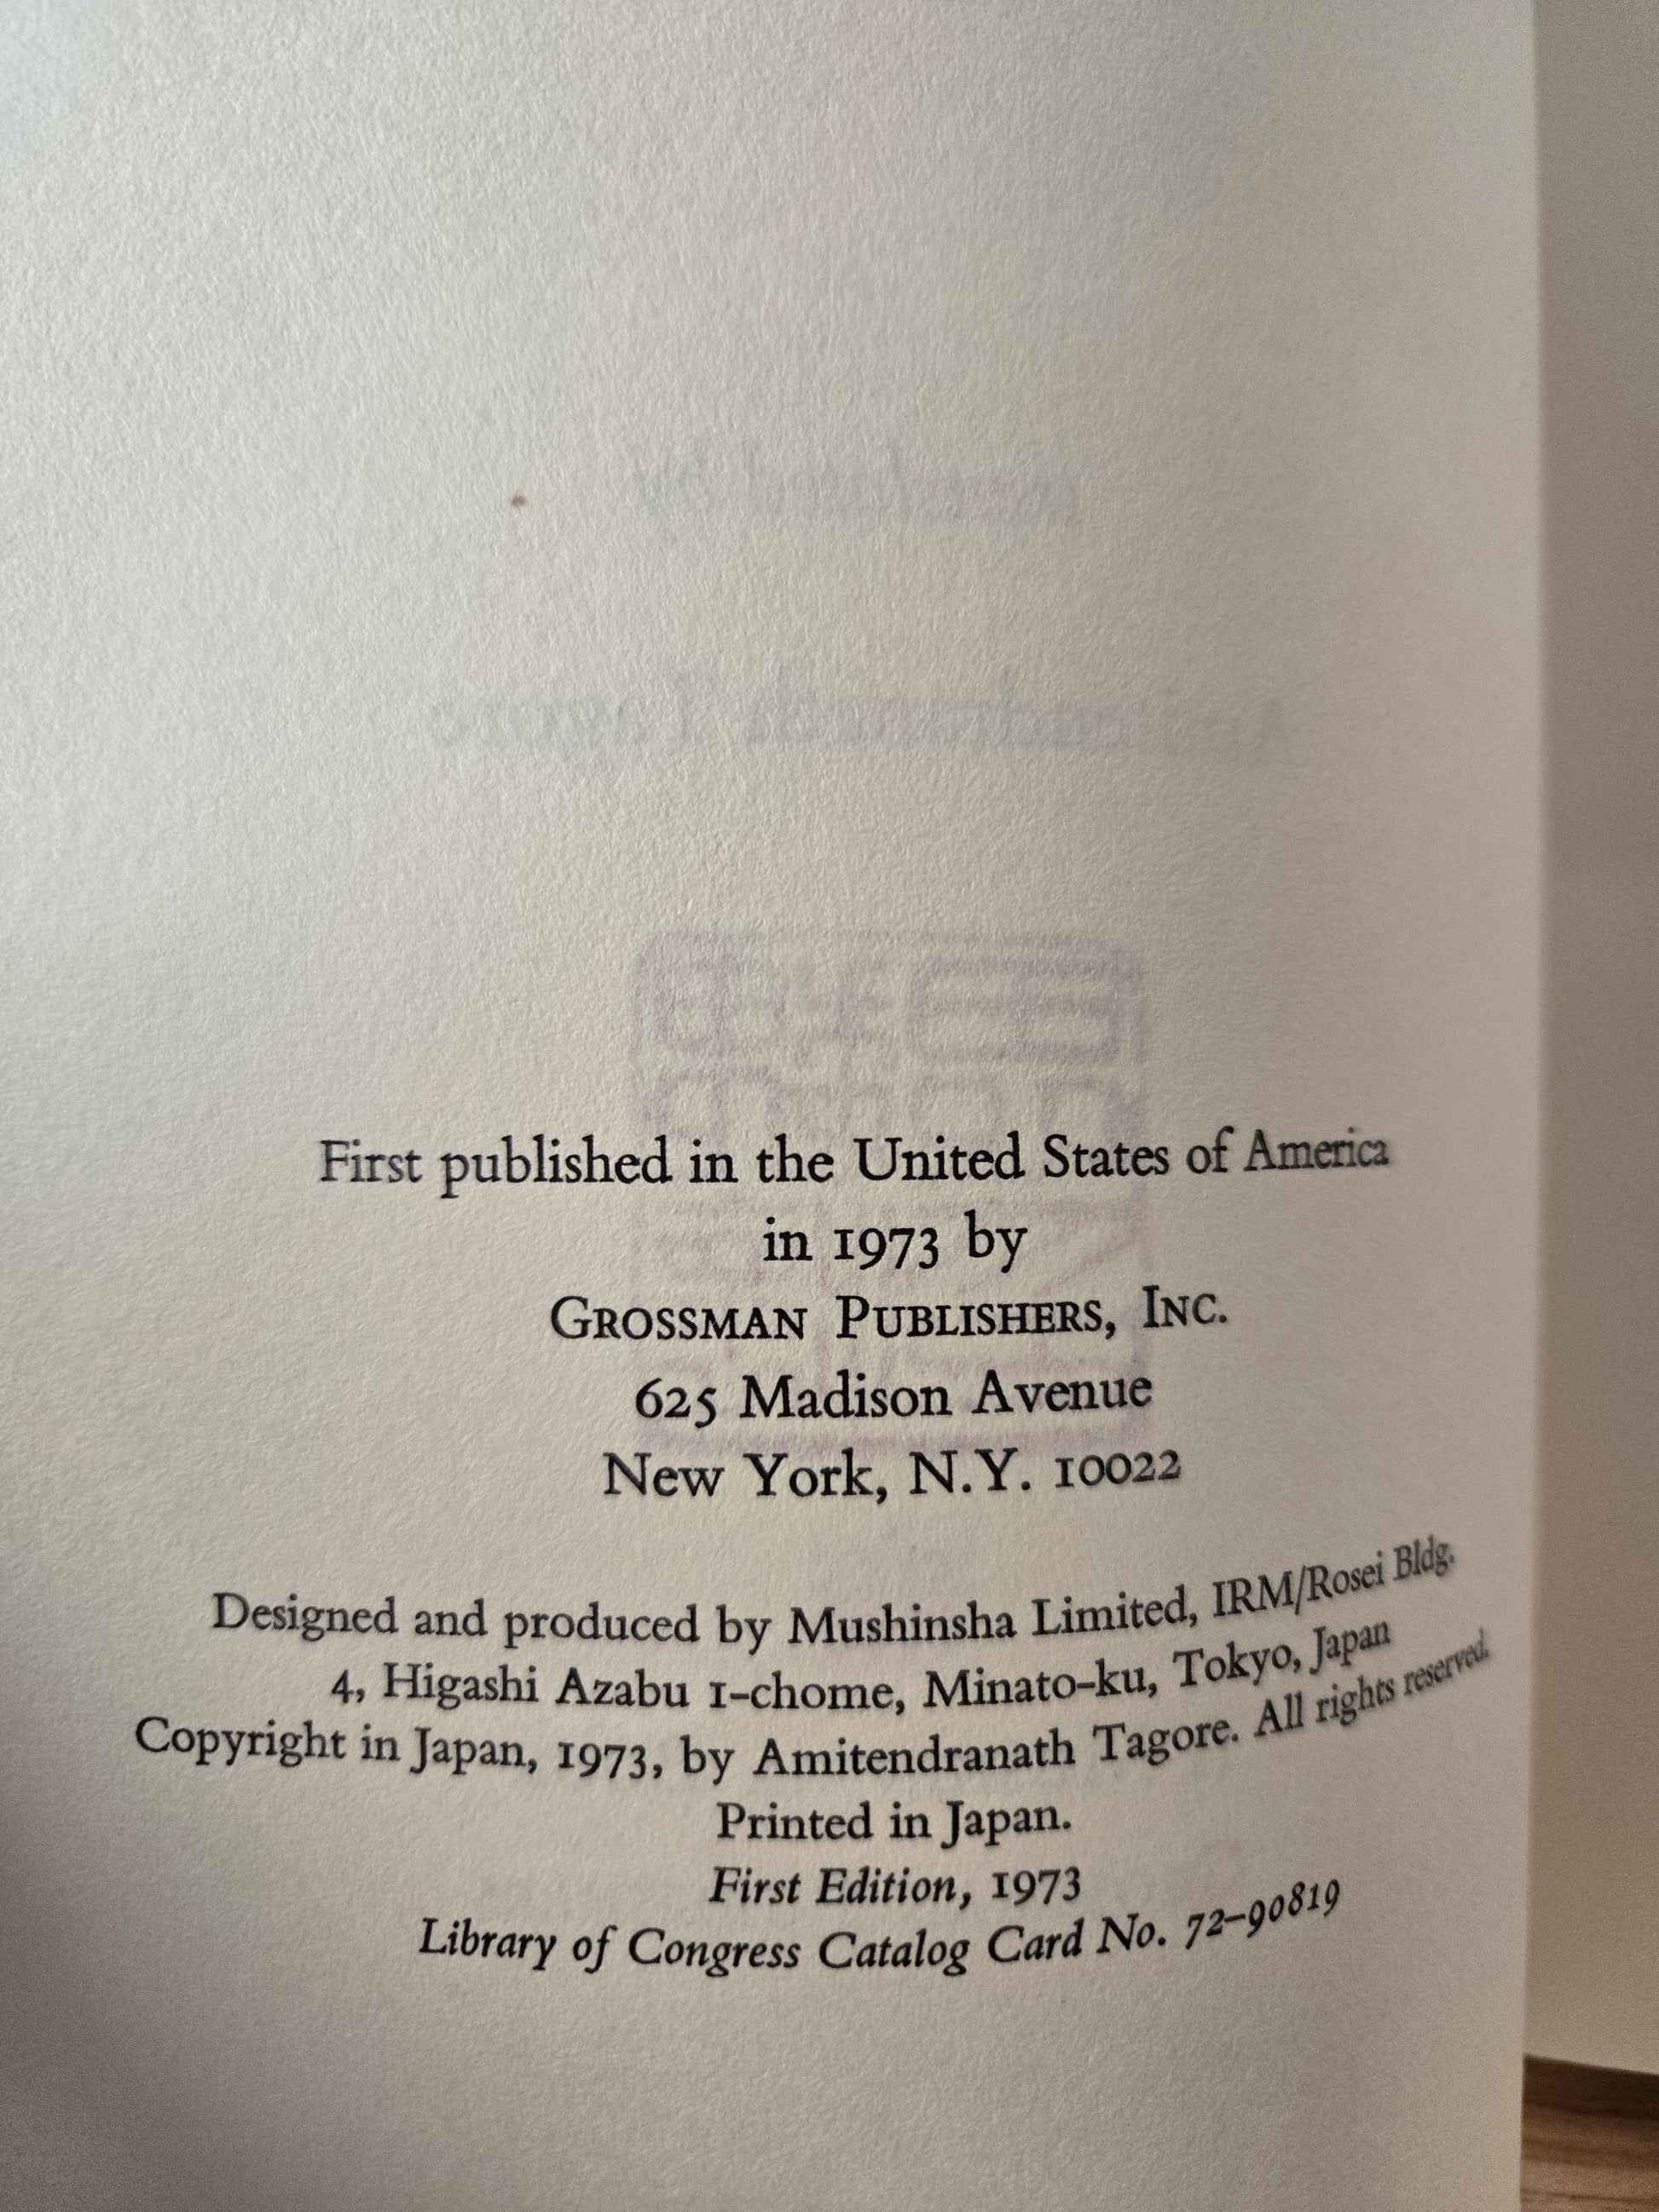 First published in the United States of America
in 1973 by
GROSSMAN PUBLISHERS, INC.
625 Madison Avenue
New York, N.Y. 10022
Designed and produced by Mushinsha Limited, IRM/Rosei Bldg.
4, Higashi Azabu 1-chome, Minato-ku, Tokyo, Japan
Copyright in Japan, 1973, by Amitendranath Tagore. All rights reserved.
Printed in Japan.
First Edition, 1973
Library of Congress Catalog Card No. 72–90819